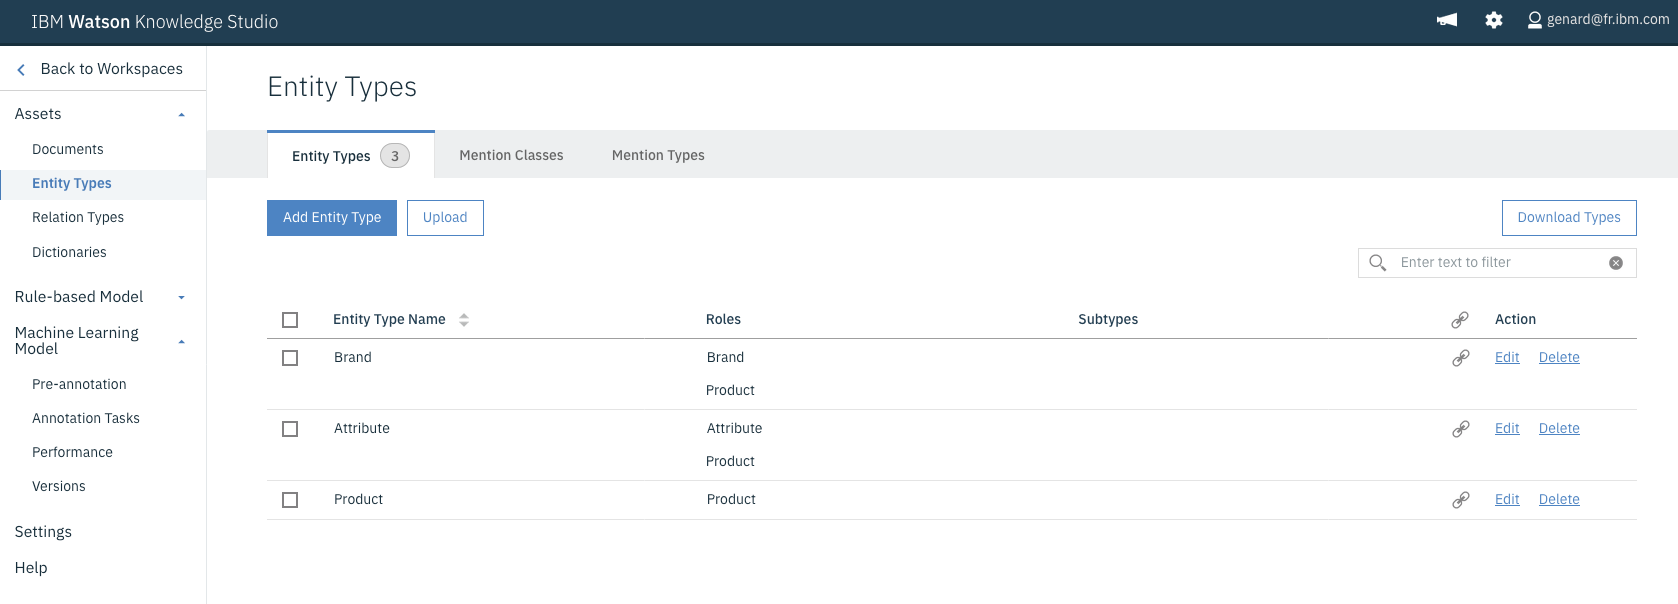 IBM Watson Knowledge Studio
genard@fr.ibm.com
Back to Workspaces
Assets
Documents
Entity Types
Relation Types
Dictionaries
Rule-based Model
Machine Learning
Model
Pre-annotation
Annotation Tasks
Performance
Versions
Settings
Help
Entity Types
Entity Types 3 Mention Classes Mention Types
Add Entity Type Upload Download Types
Enter text to filter
Entity Type Name Roles Subtypes Action
Brand Brand Edit Delete
Product
Attribute Attribute Edit Delete
Product
Product Product Edit Delete